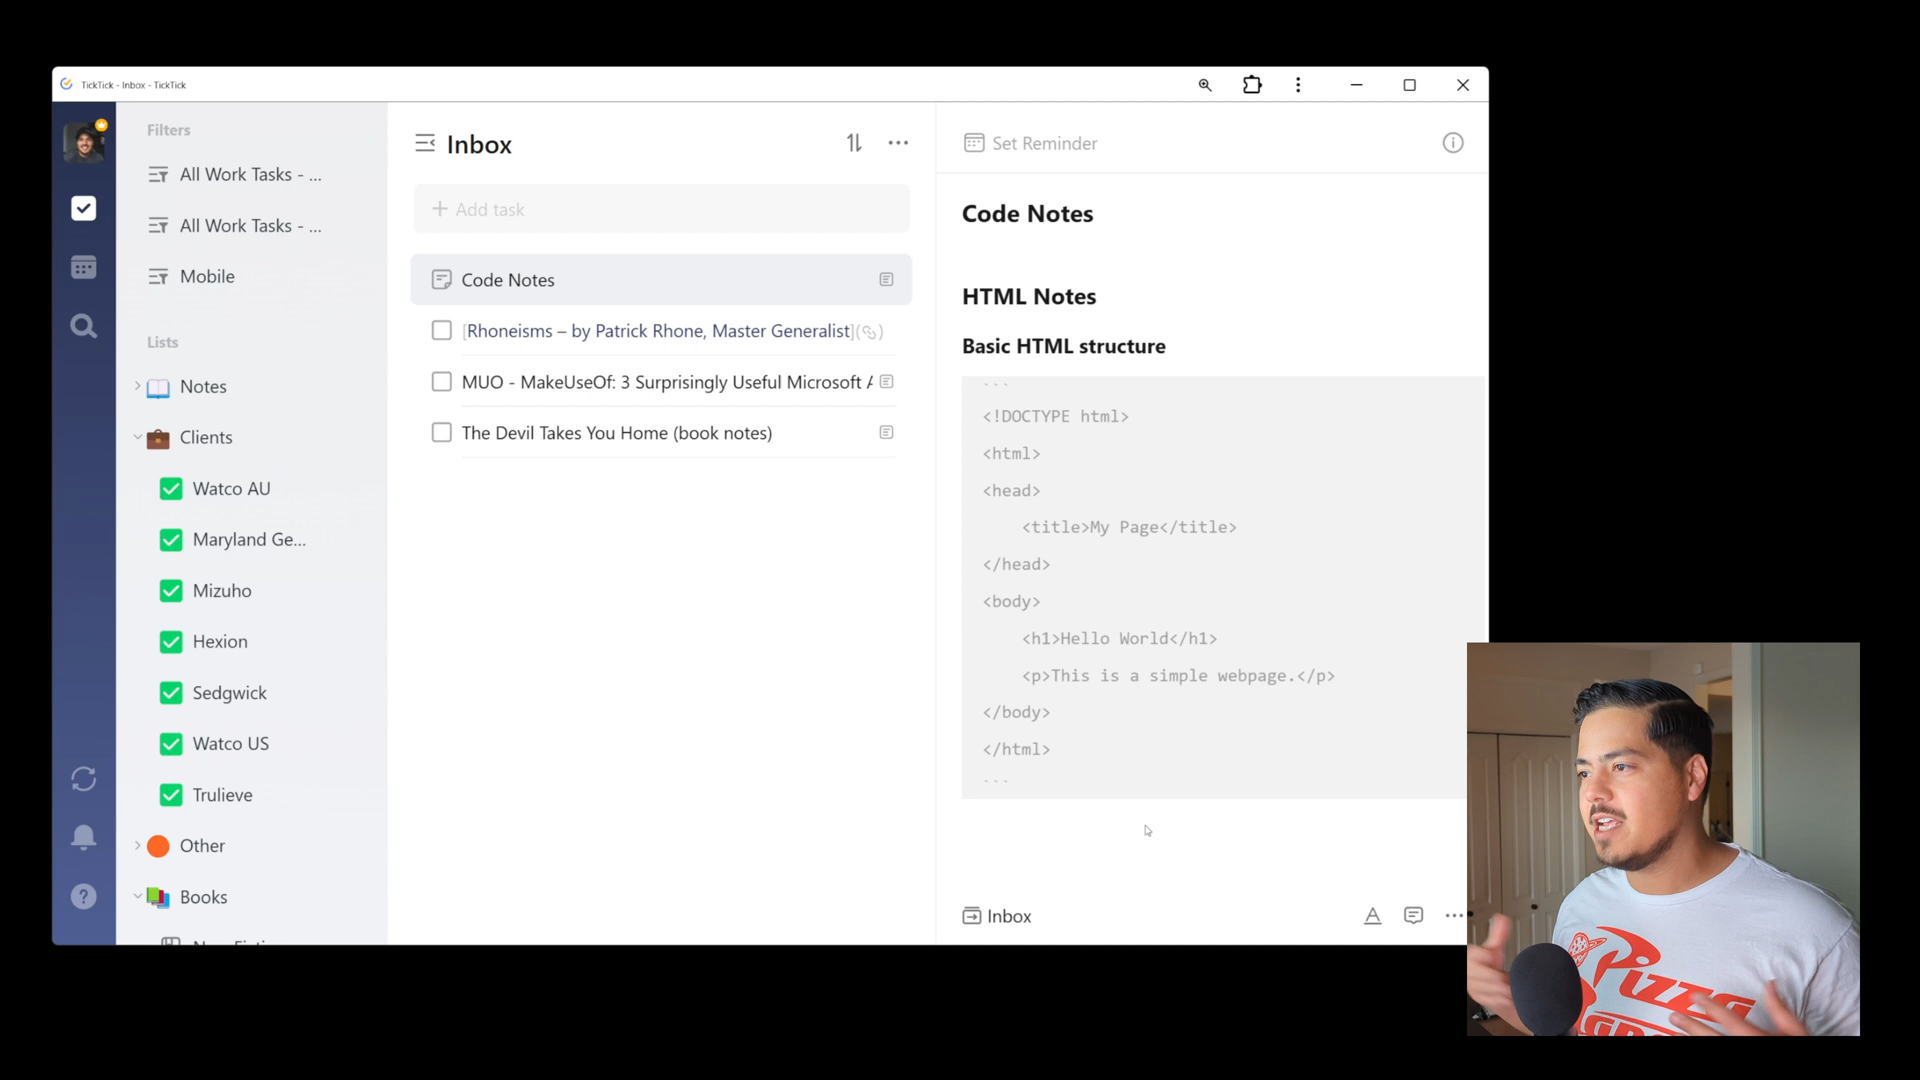 TickTick - Inbox - TickTick
Filters
All Work Tasks - ...
All Work Tasks - ...
Mobile
Lists
Notes
Clients
Watco AU
Maryland Ge...
Mizuho
Hexion
Sedgwick
Watco US
Trulieve
Other
Books
Inbox
+ Add task
Code Notes
[Rhoneisms – by Patrick Rhone, Master Generalist]()
MUO - MakeUseOf: 3 Surprisingly Useful Microsoft
The Devil Takes You Home (book notes)
Set Reminder
Code Notes
HTML Notes
Basic HTML structure
```
<!DOCTYPE html>
<html>
<head>
<title>My Page</title>
</head>
<body>
<h1>Hello World</h1>
<p>This is a simple webpage.</p>
</body>
</html>
```
Inbox
Pizza